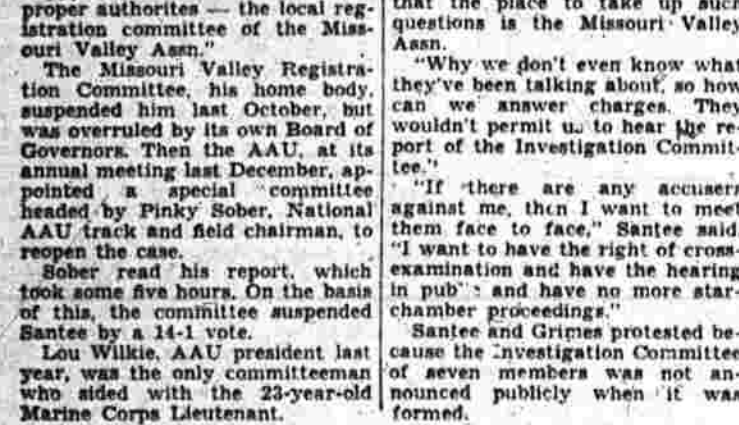 proper authorites — the local reg-
istration committee of the Miss-
ouri Valley Assn."
The Missouri Valley Registra-
tion Committee, his home body,
suspended him last October, but
was overruled by its own Board of
Governors. Then the AAU, at its
annual meeting last December, ap-
pointed a special committee
headed by Pinky Sober, National
AAU track and field chairman, to
reopen the case.
Sober read his report, which
took some five hours. On the basis
of this, the committee suspended
Santee by a 14-1 vote.
Lou Wilkie, AAU president last
year, was the only committeeman
who sided with the 23-year-old
Marine Corps Lieutenant.
that the place to take up such
questions is the Missouri Valley
Assn.
"Why we don't even know what
they've been talking about, so how
can we answer charges. They
wouldn't permit us to hear the re-
port of the Investigation Commit-
tee."
"If there are any accusers
against me, then I want to meet
them face to face," Santee said.
"I want to have the right of cross-
examination and have the hearing
in and have no more star-
chamber proceedings."
Santee and Grimes protested be-
cause the Investigation Committee
of seven members was not an-
nounced publicly when it was
formed.